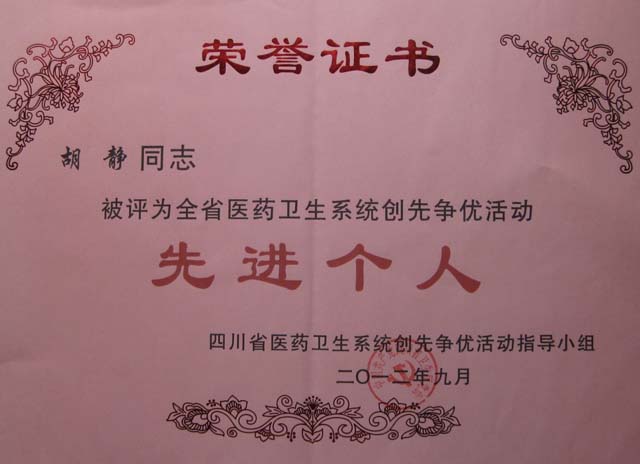 荣誉证书
胡 静 同志
被评为全省医药卫生系统创先争优活动
先进个人
四川省医药卫生系统创先争优活动指导小组
二〇一二年九月